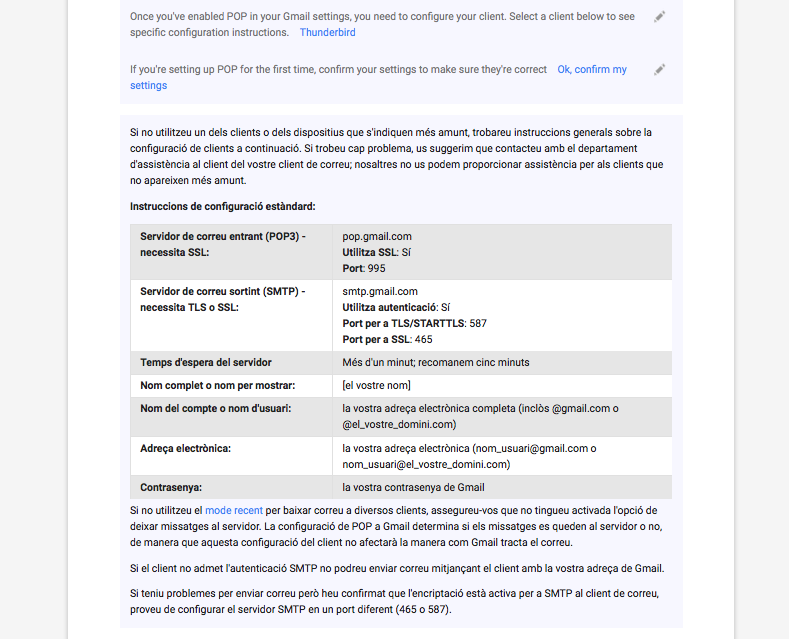 Once you've enabled POP in your Gmail settings, you need to configure your client. Select a client below to see
specific configuration instructions. Thunderbird
If you're setting up POP for the first time, confirm your settings to make sure they're correct Ok, confirm my
settings
Si no utilitzeu un dels clients o dels dispositius que s'indiquen més amunt, trobareu instruccions generals sobre la
configuració de clients a continuació. Si trobeu cap problema, us suggerim que contacteu amb el departament
d'assistència al client del vostre client de correu; nosaltres no us podem proporcionar assistència per als clients que
no apareixen més amunt.
Instruccions de configuració estàndard:
Servidor de correu entrant (POP3) -
necessita SSL:
pop.gmail.com
Utilitza SSL: Sí
Port: 995
Servidor de correu sortint (SMTP) -
necessita TLS o SSL:
smtp.gmail.com
Utilitza autenticació: Sí
Port per a TLS/STARTTLS: 587
Port per a SSL: 465
Temps d'espera del servidor
Més d'un minut; recomanem cinc minuts
Nom complet o nom per mostrar:
[el vostre nom]
Nom del compte o nom d'usuari:
la vostra adreça electrònica completa (inclòs @gmail.com o
@el_vostre_domini.com)
Adreça electrònica:
la vostra adreça electrònica (nom_usuari@gmail.com o
nom_usuari@el_vostre_domini.com)
Contrasenya:
la vostra contrasenya de Gmail
Si no utilitzeu el mode recent per baixar correu a diversos clients, assegureu-vos que no tingueu activada l'opció de
deixar missatges al servidor. La configuració de POP a Gmail determina si els missatges es queden al servidor o no,
de manera que aquesta configuració del client no afectarà la manera com Gmail tracta el correu.
Si el client no admet l'autenticació SMTP no podreu enviar correu mitjançant el client amb la vostra adreça de Gmail.
Si teniu problemes per enviar correu però heu confirmat que l'encriptació està activa per a SMTP al client de correu,
proveu de configurar el servidor SMTP en un port diferent (465 o 587).